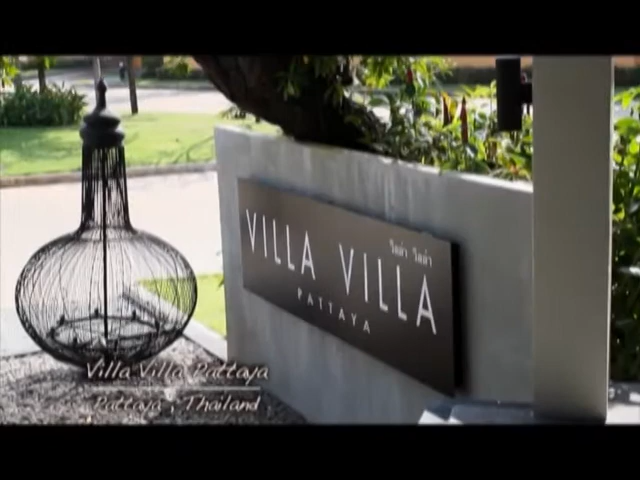 วิลล่า วิลล่า
VILLA VILLA
PATTAYA
Villa Villa Pattaya
Pattaya , Thailand